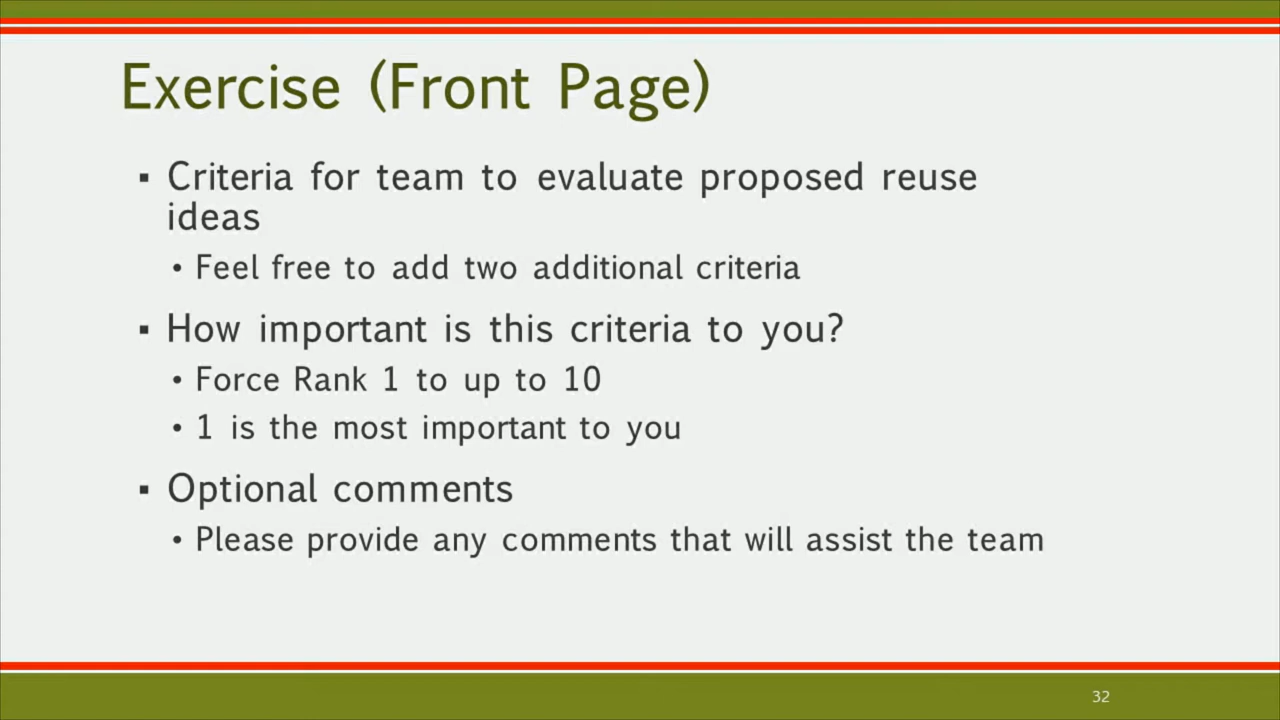 Exercise (Front Page)
▪ Criteria for team to evaluate proposed reuse
ideas
• Feel free to add two additional criteria
▪ How important is this criteria to you?
• Force Rank 1 to up to 10
• 1 is the most important to you
▪ Optional comments
• Please provide any comments that will assist the team
32